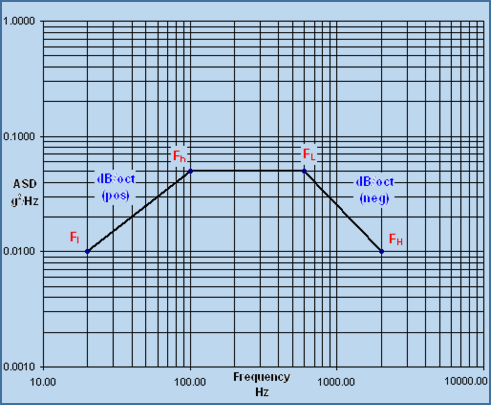 1.0000
0.1000
Fh
FL
dB/oct
(pos)
dB/oct
(neg)
ASD
g²/Hz
Fl
FH
0.0100
0.0010
10.00
100.00
Frequency
Hz
1000.00
10000.00